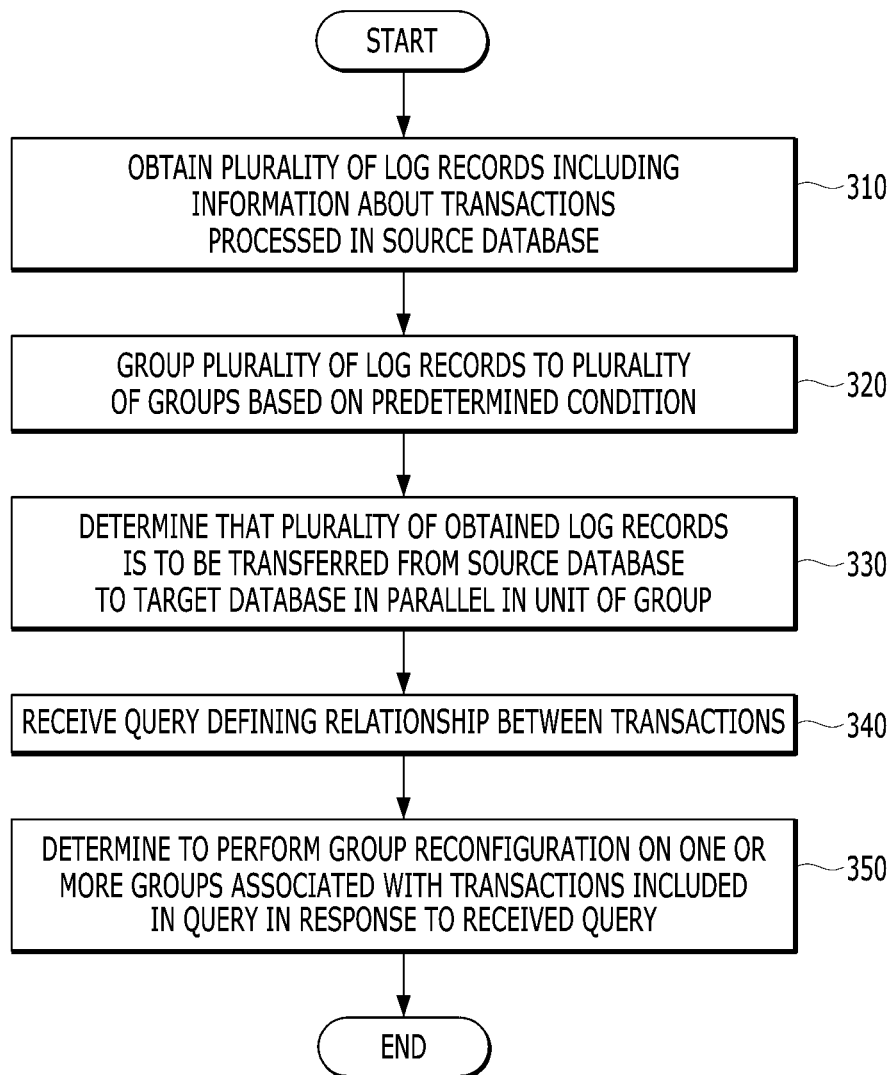 START
OBTAIN PLURALITY OF LOG RECORDS INCLUDING
INFORMATION ABOUT TRANSACTIONS
PROCESSED IN SOURCE DATABASE
310
GROUP PLURALITY OF LOG RECORDS TO PLURALITY
OF GROUPS BASED ON PREDETERMINED CONDITION
320
DETERMINE THAT PLURALITY OF OBTAINED LOG RECORDS
IS TO BE TRANSFERRED FROM SOURCE DATABASE
TO TARGET DATABASE IN PARALLEL IN UNIT OF GROUP
330
RECEIVE QUERY DEFINING RELATIONSHIP BETWEEN TRANSACTIONS
340
DETERMINE TO PERFORM GROUP RECONFIGURATION ON ONE OR
MORE GROUPS ASSOCIATED WITH TRANSACTIONS INCLUDED
IN QUERY IN RESPONSE TO RECEIVED QUERY
350
END